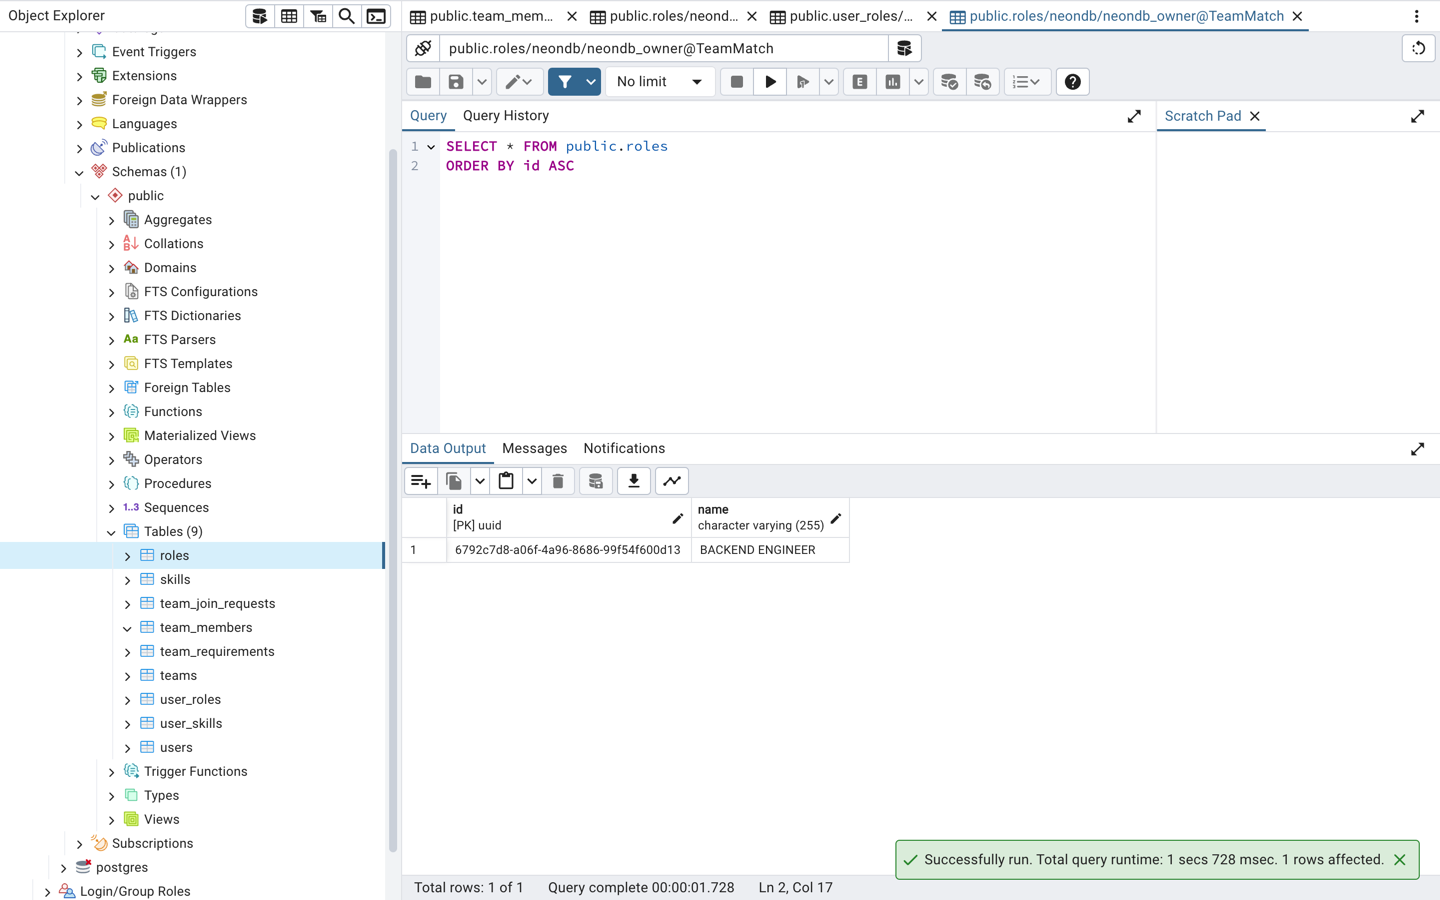 Object Explorer
Event Triggers
Extensions
Foreign Data Wrappers
Languages
Publications
Schemas (1)
public
Aggregates
Collations
Domains
FTS Configurations
FTS Dictionaries
Aa FTS Parsers
FTS Templates
Foreign Tables
Functions
Materialized Views
Operators
Procedures
1..3 Sequences
Tables (9)
roles
skills
team_join_requests
team_members
team_requirements
teams
user_roles
user_skills
users
Trigger Functions
Types
Views
Subscriptions
postgres
Login/Group Roles
public.team_mem...
public.roles/neond...
public.user_roles/...
public.roles/neondb/neondb_owner@TeamMatch
public.roles/neondb/neondb_owner@TeamMatch
No limit
E
Query
Query History
Scratch Pad
1 SELECT * FROM public.roles
2 ORDER BY id ASC
Data Output
Messages
Notifications
id
[PK] uuid
name
character varying (255)
1 6792c7d8-a06f-4a96-8686-99f54f600d13 BACKEND ENGINEER
Successfully run. Total query runtime: 1 secs 728 msec. 1 rows affected.
Total rows: 1 of 1
Query complete 00:00:01.728
Ln 2, Col 17